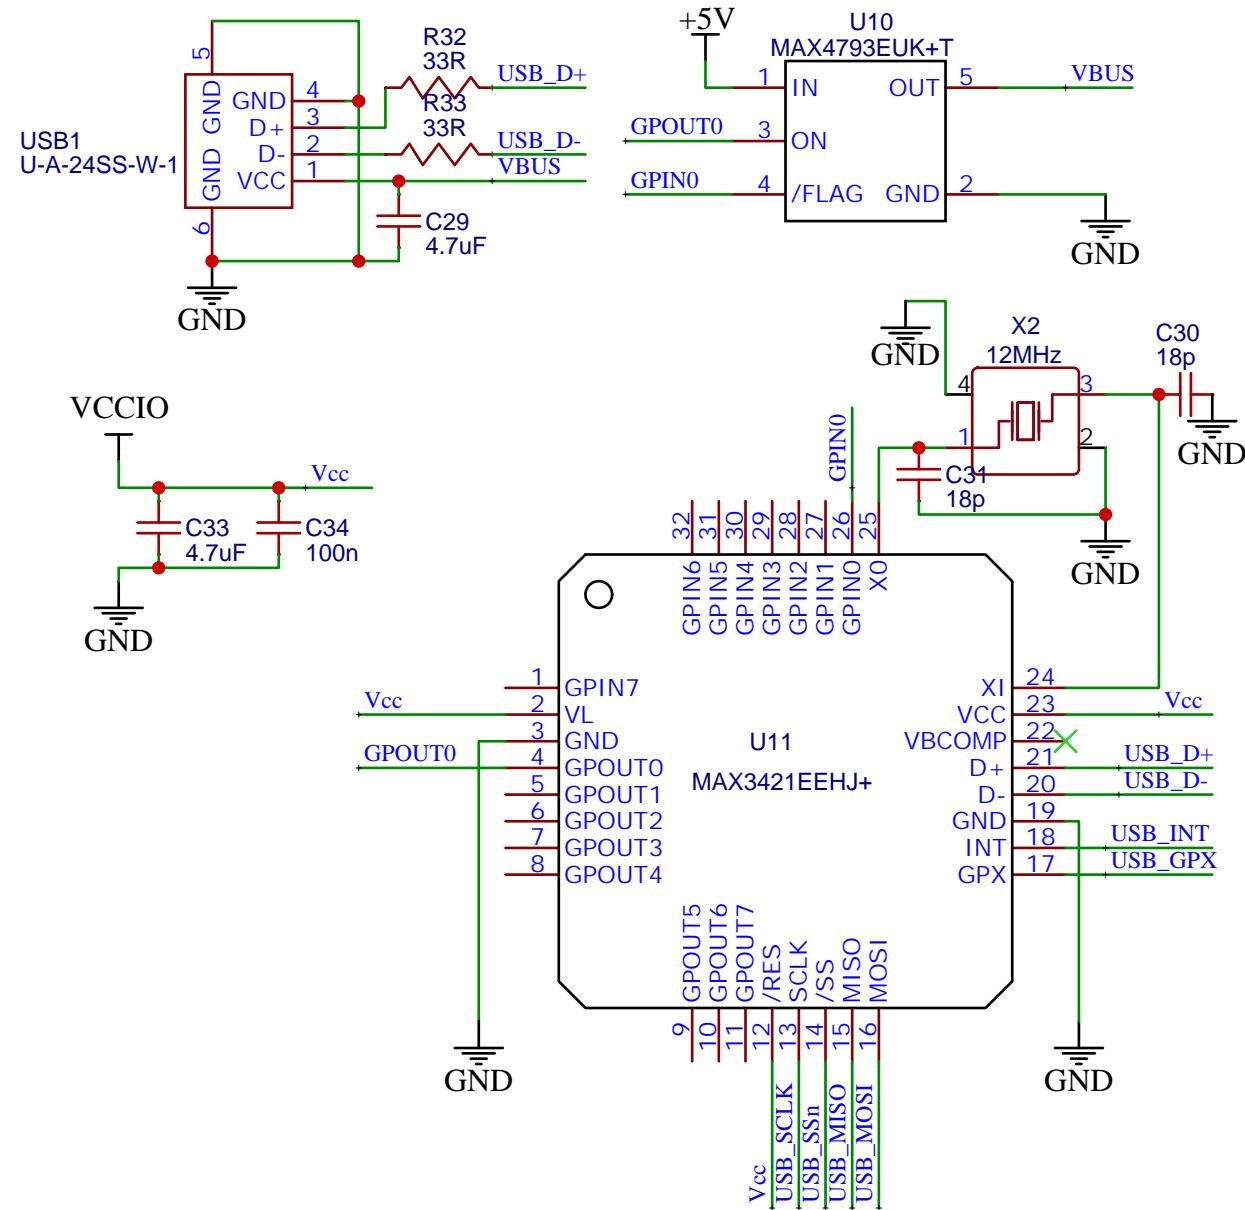 USB1
U-A-24SS-W-1
5
GND
GND
6
GND 4
D+ 3
D- 2
VCC 1
R32
33R
USB_D+
R33
33R
USB_D-
VBUS
C29
4.7uF
GND
+5V
U10
MAX4793EUK+T
1 IN
OUT 5
VBUS
GPOUT0
3 ON
GPIN0
4 /FLAG
GND 2
GND
VCCIO
Vcc
C33
4.7uF
C34
100n
GND
GND
X2
12MHz
4
3
1
2
C30
18p
GND
C31
18p
GND
GPIN0
32
31
30
29
28
27
26
25
GPIN6
GPIN5
GPIN4
GPIN3
GPIN2
GPIN1
GPIN0
XO
Vcc
GPOUT0
1 GPIN7
2 VL
3 GND
4 GPOUT0
5 GPOUT1
6 GPOUT2
7 GPOUT3
8 GPOUT4
U11
MAX3421EEHJ+
XI 24
VCC 23 Vcc
VBCOMP 22
D+ 21 USB_D+
D- 20 USB_D-
GND 19
INT 18 USB_INT
GPX 17 USB_GPX
GPOUT5
GPOUT6
GPOUT7
/RES
SCLK
/SS
MISO
MOSI
9
10
11
12
13
14
15
16
GND
GND
Vcc
USB_SCLK
USB_SSn
USB_MISO
USB_MOSI